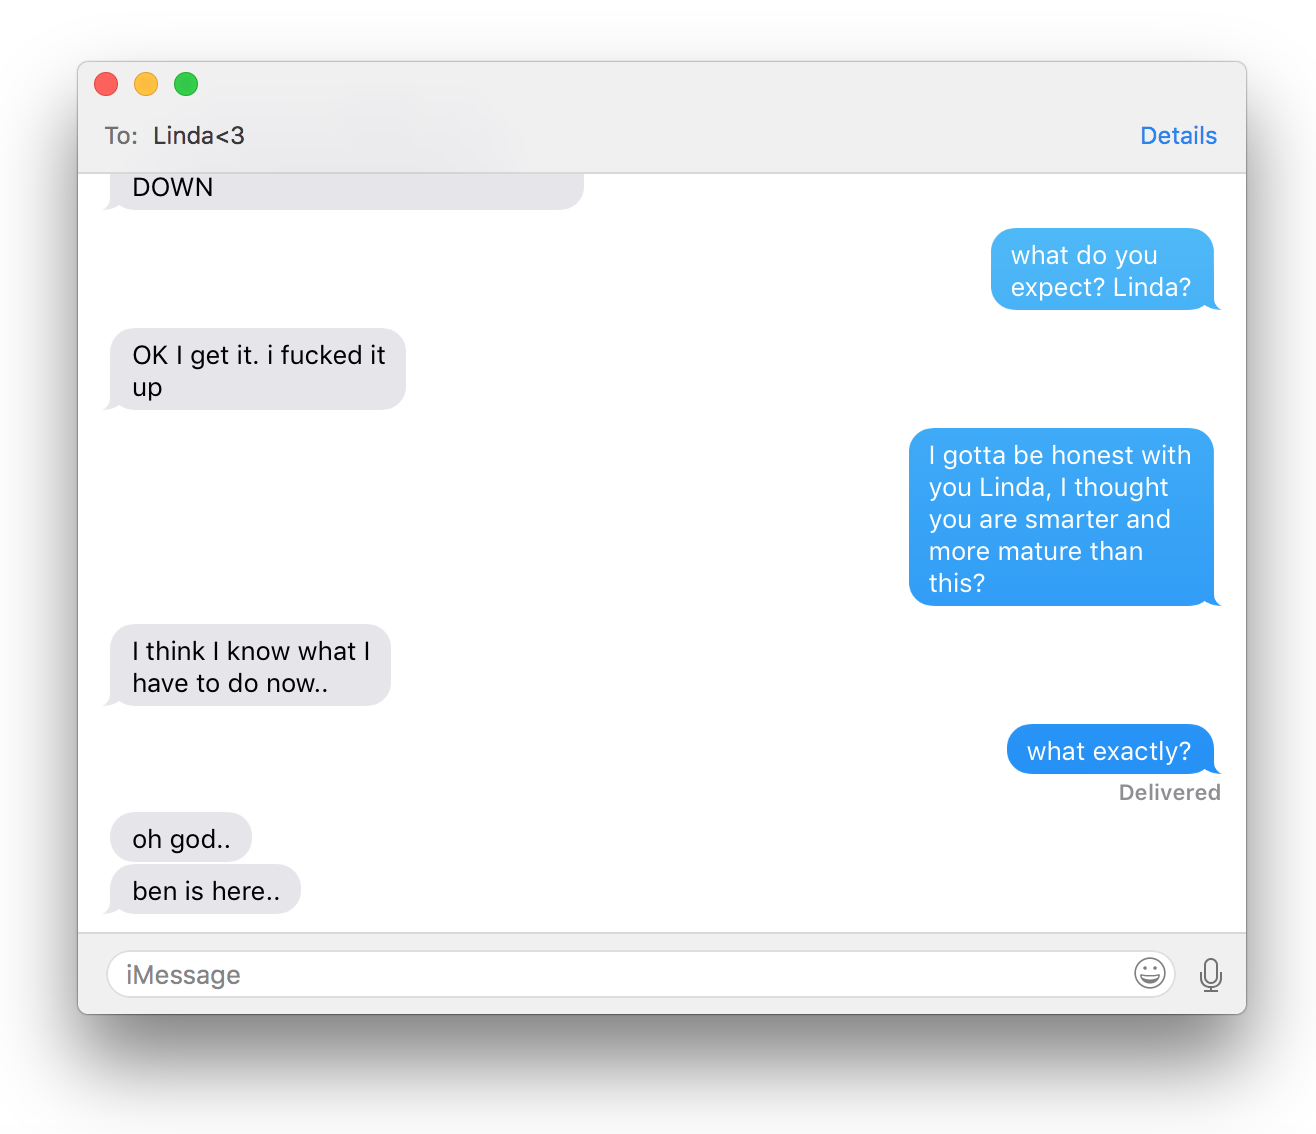 To: Linda<3
Details
DOWN
what do you
expect? Linda?
OK I get it. i fucked it
up
I gotta be honest with
you Linda, I thought
you are smarter and
more mature than
this?
I think I know what I
have to do now..
what exactly?
Delivered
oh god..
ben is here..
iMessage